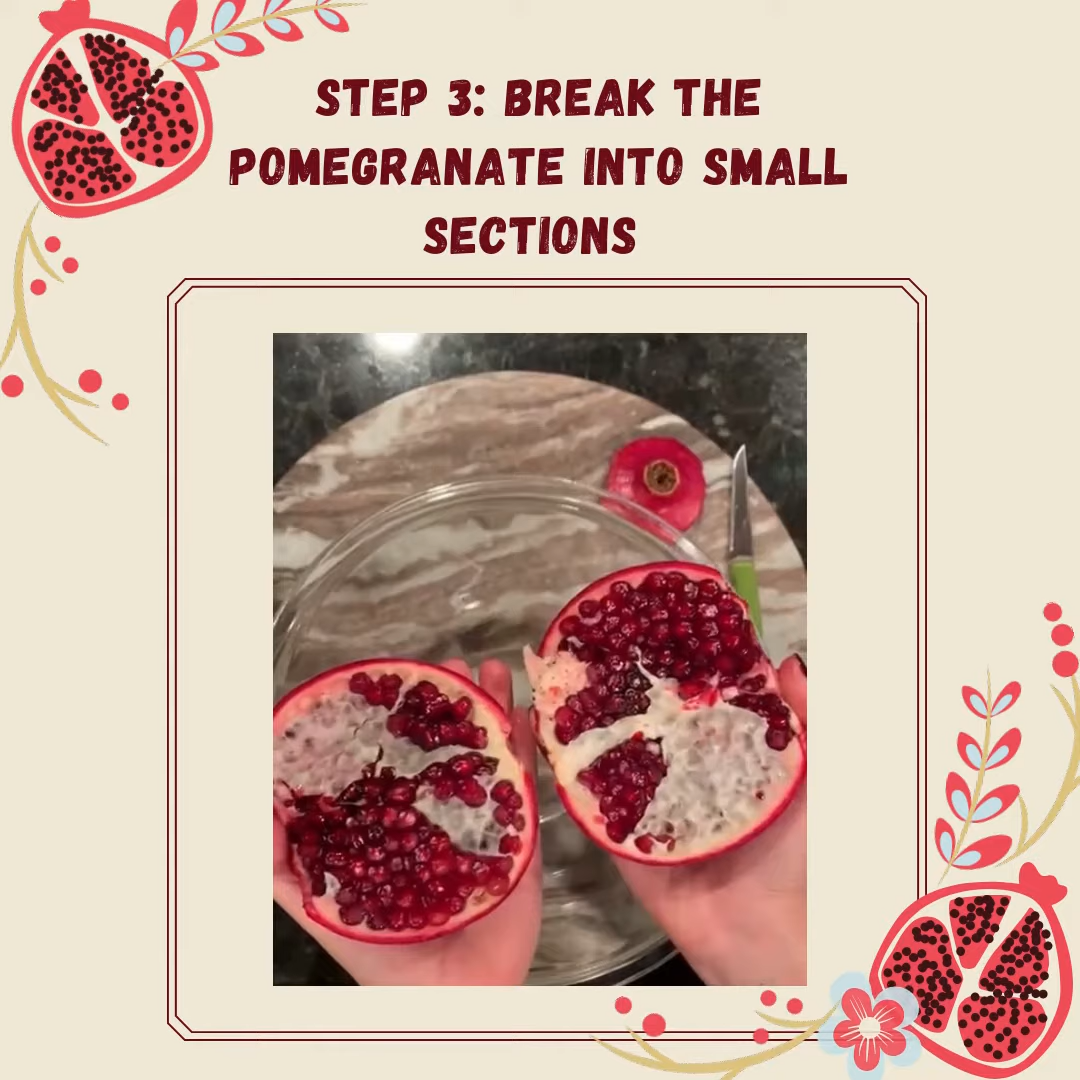 STEP 3: BREAK THE
POMEGRANATE INTO SMALL
SECTIONS